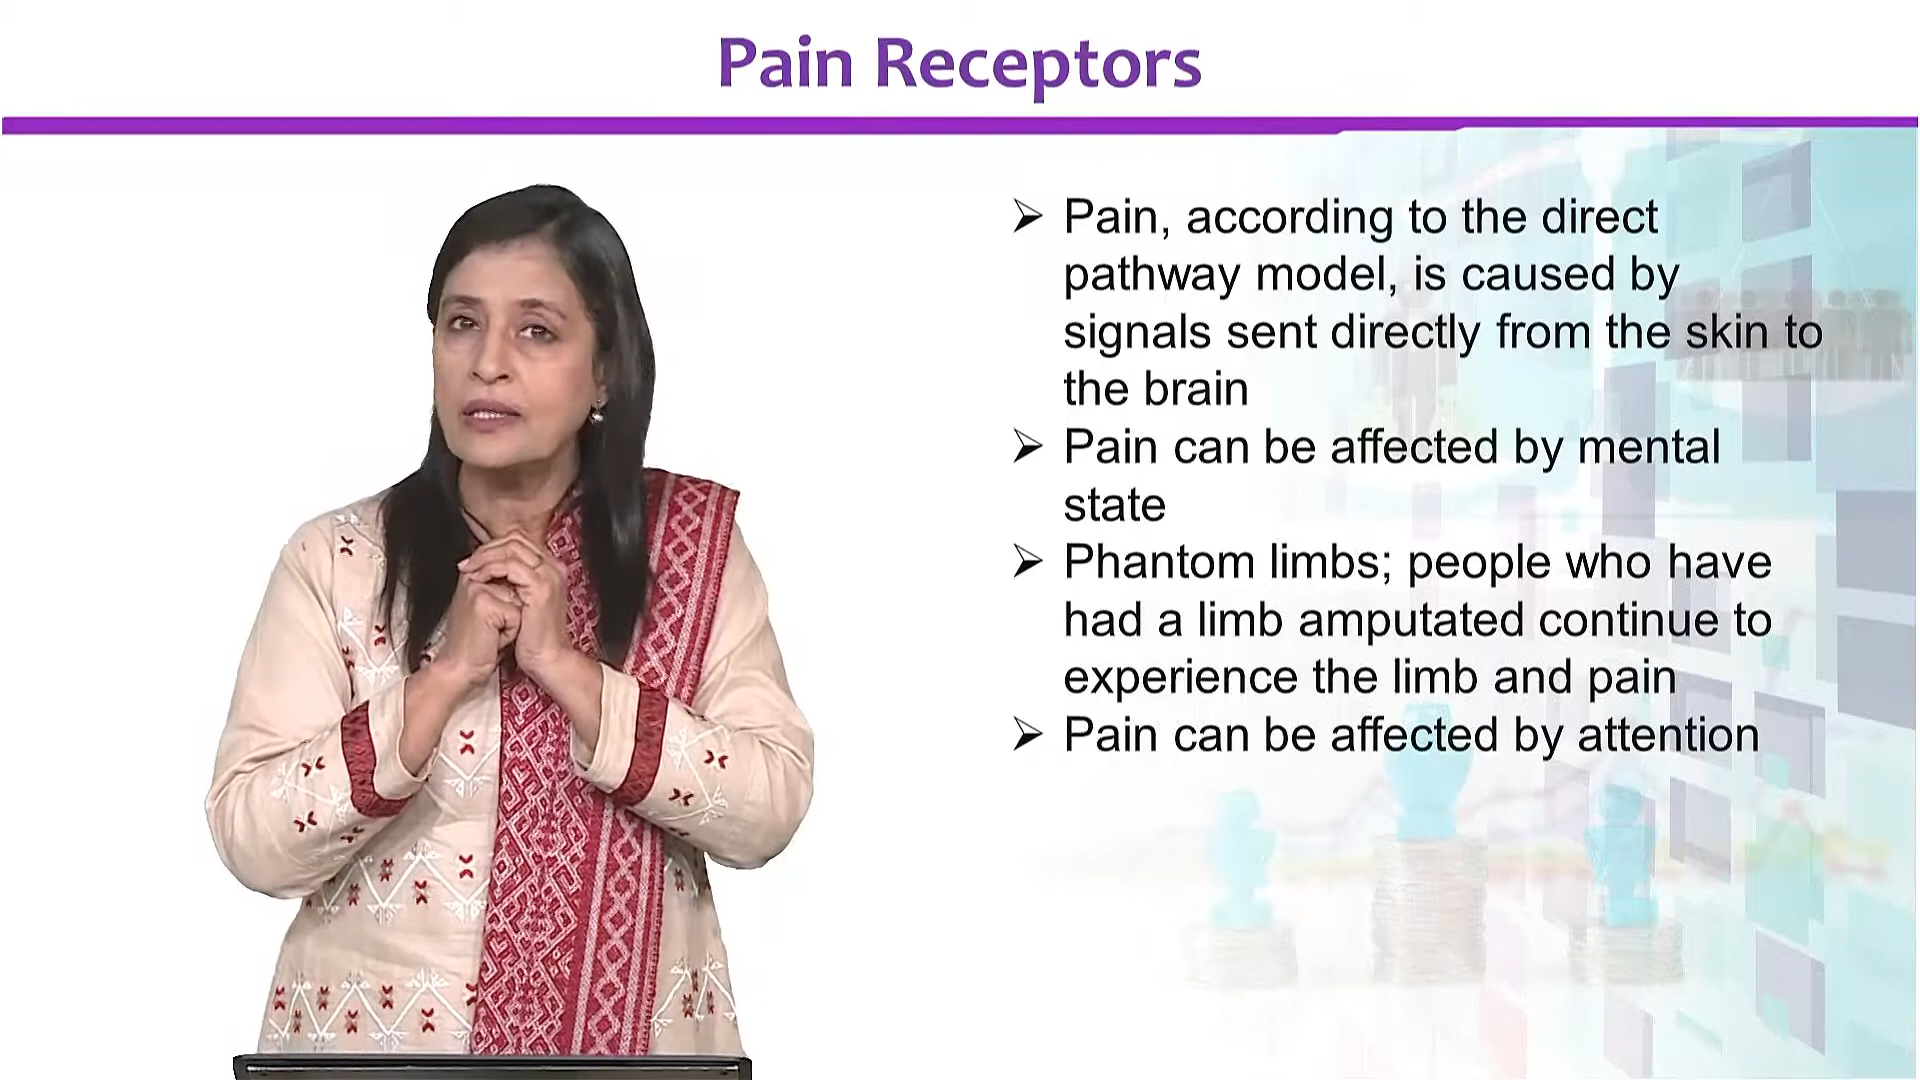 Pain Receptors
➢ Pain, according to the direct
pathway model, is caused by
signals sent directly from the skin to
the brain
➢ Pain can be affected by mental
state
➢ Phantom limbs; people who have
had a limb amputated continue to
experience the limb and pain
➢ Pain can be affected by attention